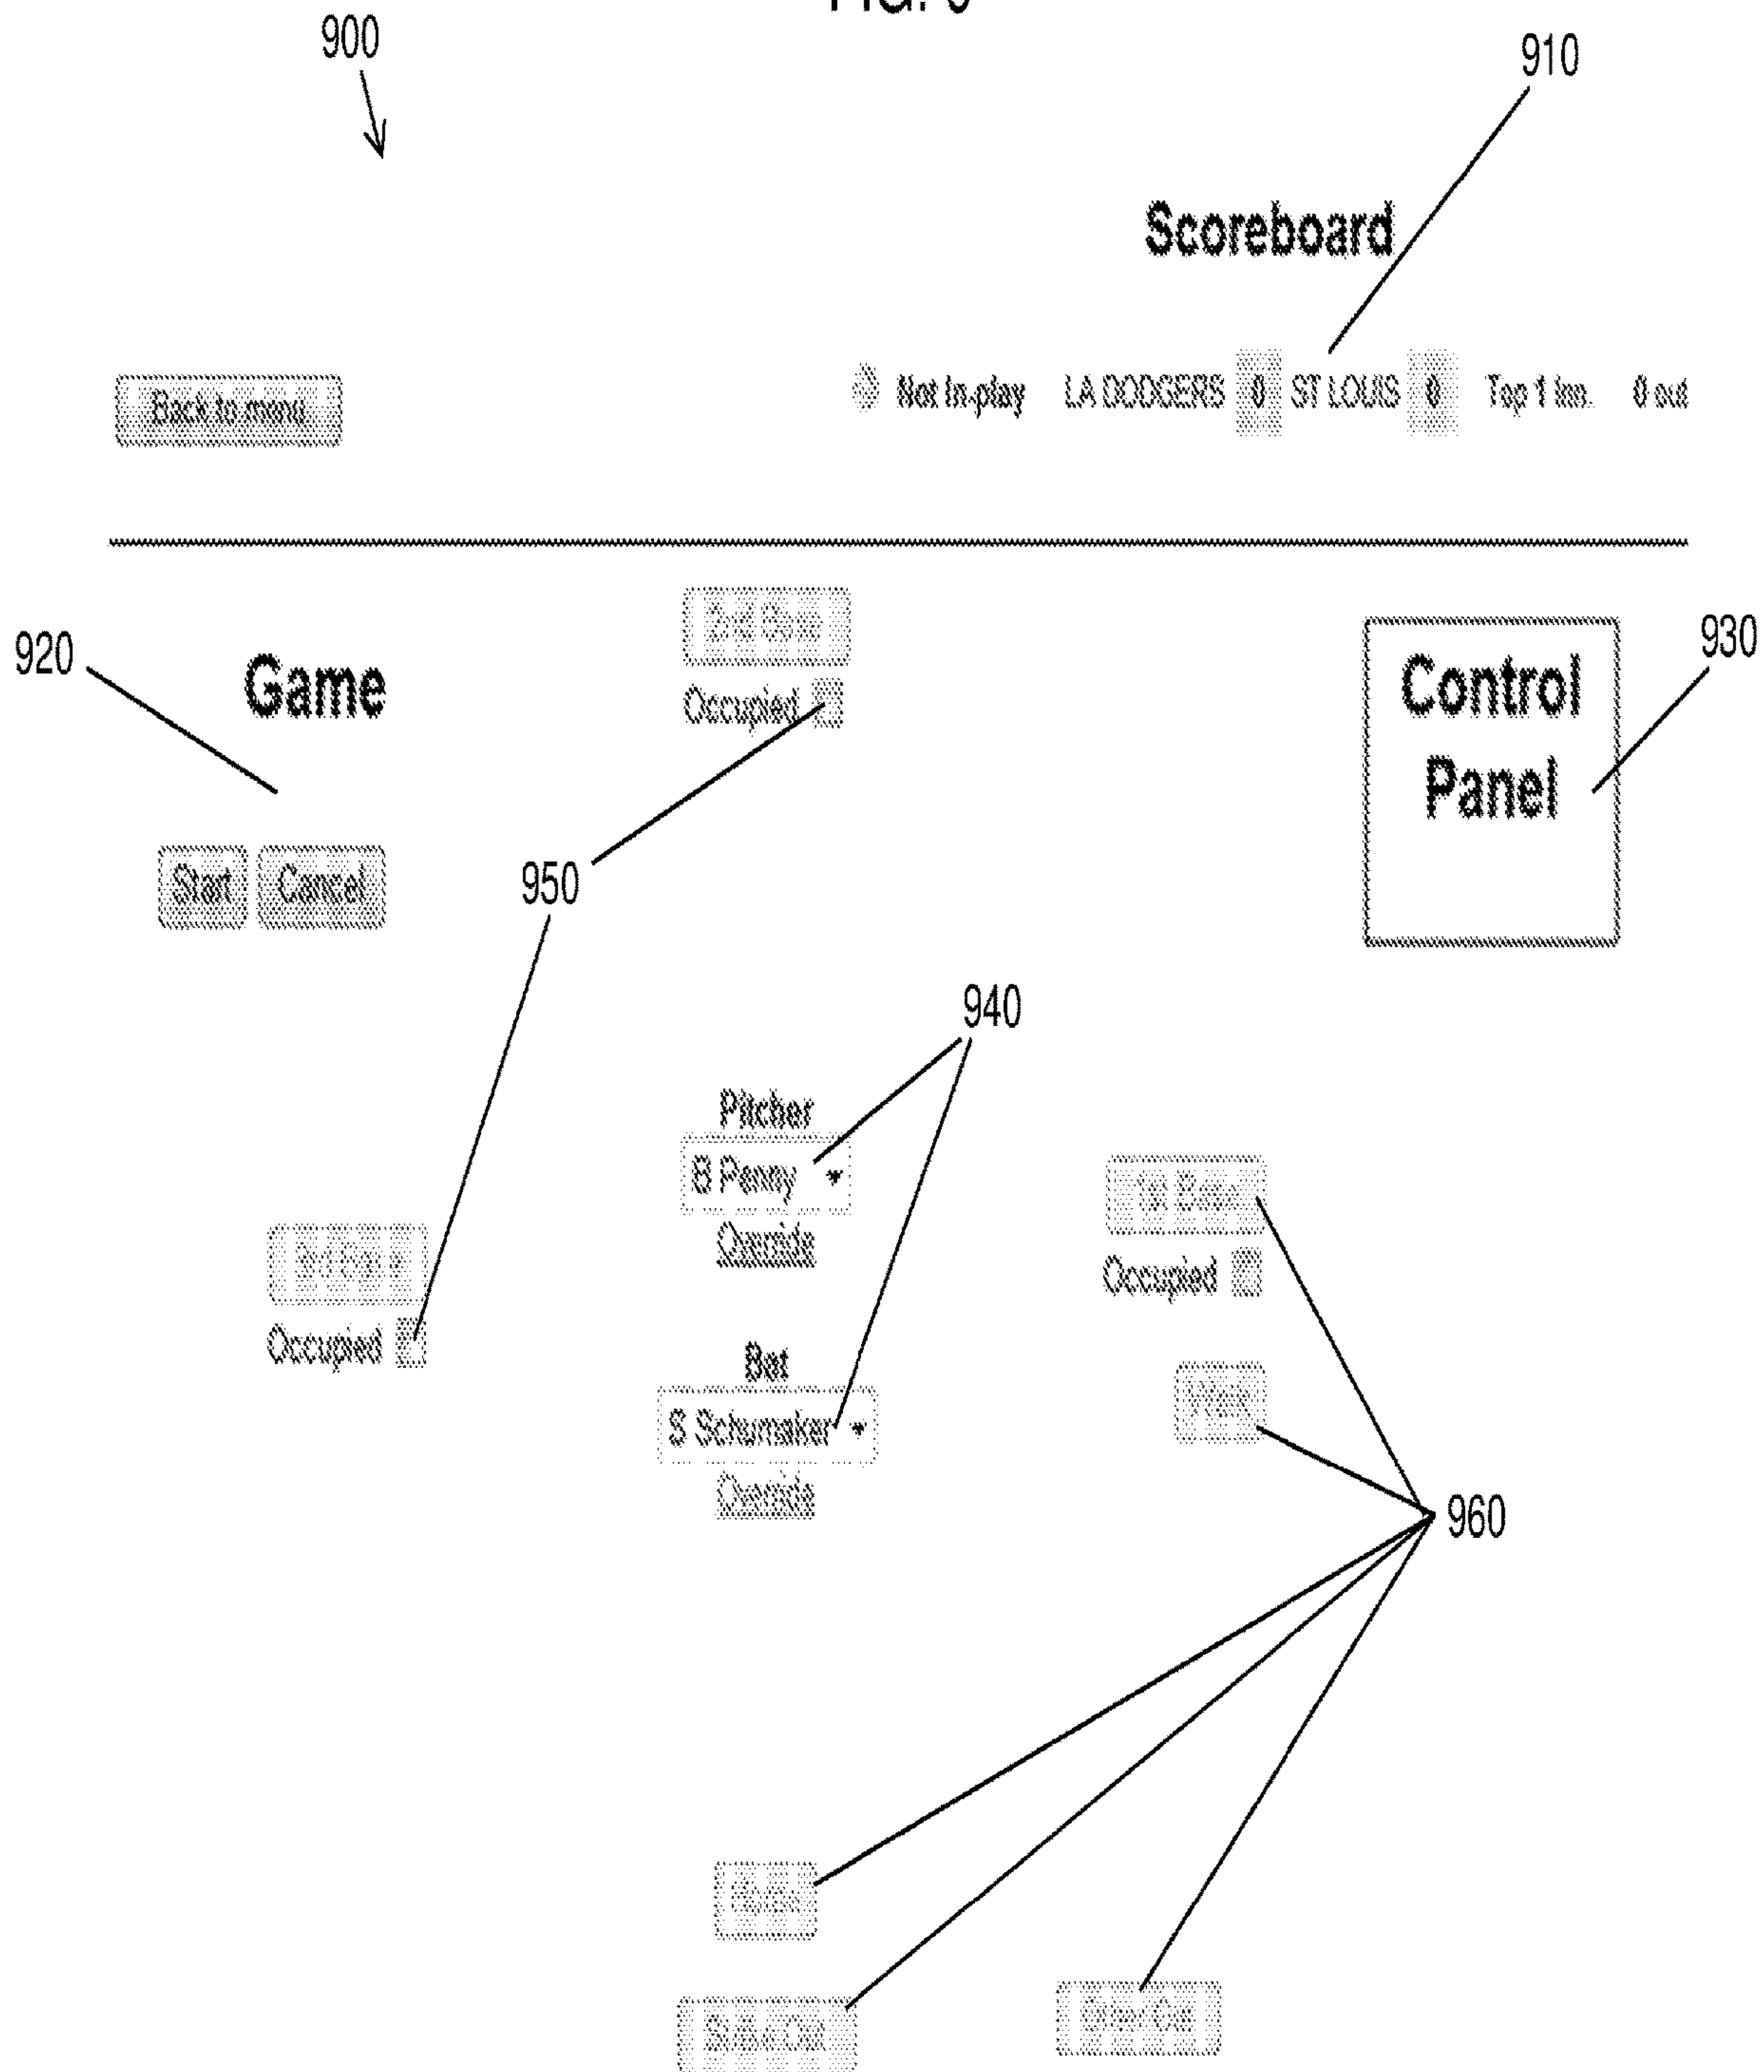 900
910
Scoreboard
Back to menu
Not In-play LA DODGERS 0 ST LOUIS 0 Top 1 Inn. 0 out
920
Game
Occupied
Control
Panel
930
Start Cancel
950
940
Pitcher
B Penny
Override
1st Base
Occupied
Occupied
Bat
S Schumaker
Override
960